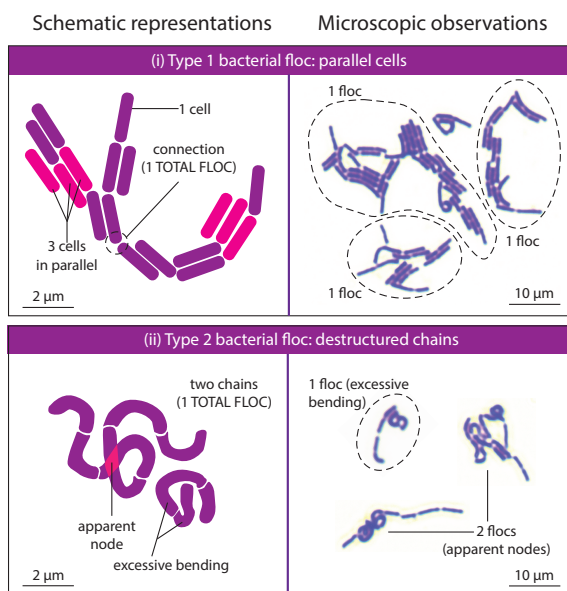 Schematic representations
Microscopic observations
(i) Type 1 bacterial floc: parallel cells
1 cell
connection
(1 TOTAL FLOC)
3 cells
in parallel
2 µm
1 floc
1 floc
1 floc
10 µm
(ii) Type 2 bacterial floc: destructured chains
two chains
(1 TOTAL FLOC)
apparent
node
excessive bending
2 µm
1 floc (excessive
bending)
2 flocs
(apparent nodes)
10 µm